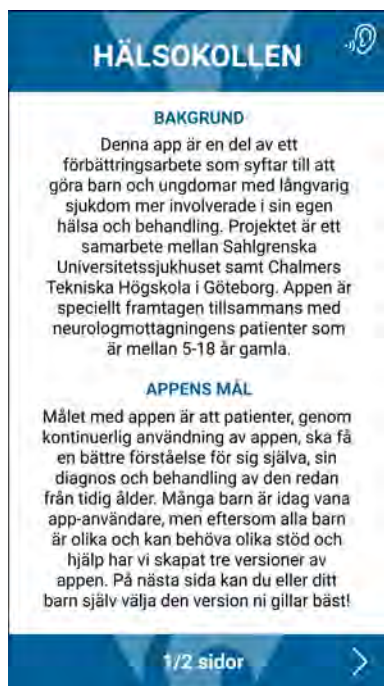 HÄLSOKOLLEN
BAKGRUND
Denna app är en del av ett
förbättringsarbete som syftar till att
göra barn och ungdomar med långvarig
sjukdom mer involverade i sin egen
hälsa och behandling. Projektet är ett
samarbete mellan Sahlgrenska
Universitetssjukhuset samt Chalmers
Tekniska Högskola i Göteborg. Appen är
speciellt framtagen tillsammans med
neurologmottagningens patienter som
är mellan 5-18 år gamla.
APPENS MÅL
Målet med appen är att patienter, genom
kontinuerlig användning av appen, ska få
en bättre förståelse för sig själva, sin
diagnos och behandling av den redan
från tidig ålder. Många barn är idag vana
app-användare, men eftersom alla barn
är olika och kan behöva olika stöd och
hjälp har vi skapat tre versioner av
appen. På nästa sida kan du eller ditt
barn själv välja den version ni gillar bäst!
1/2 sidor